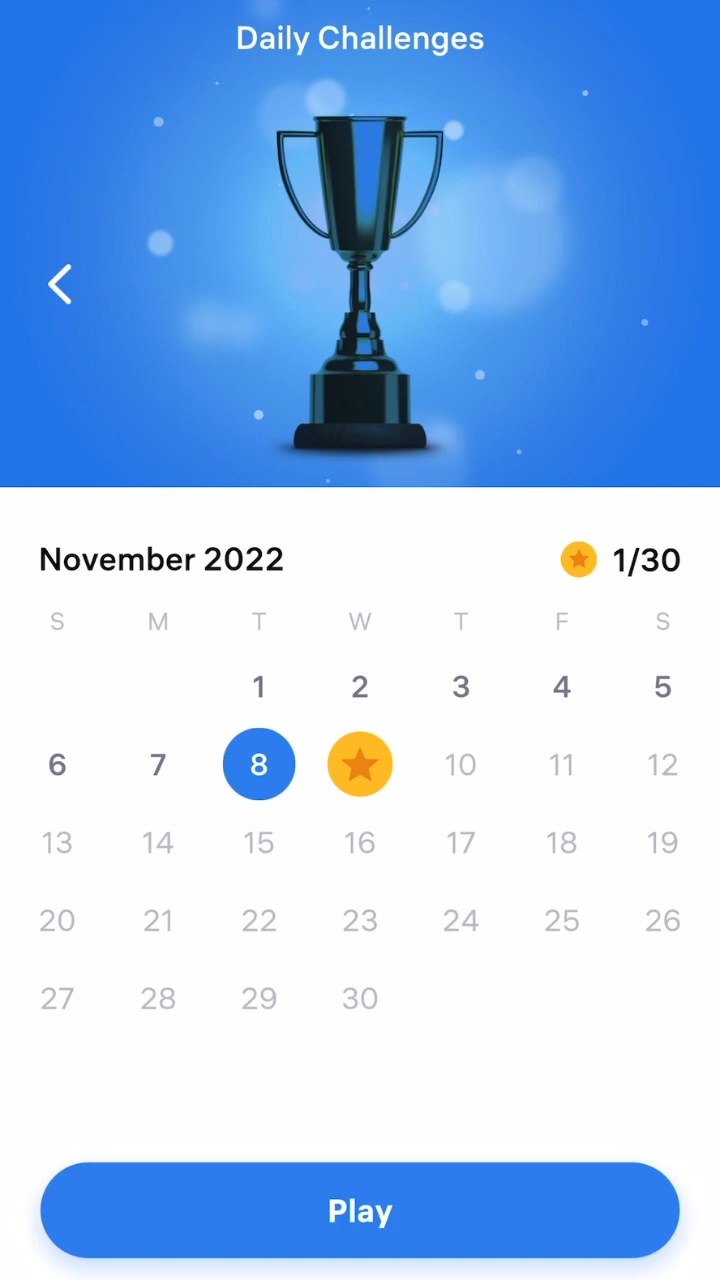 Daily Challenges
November 2022 1/30
S M T W T F S
1 2 3 4 5
6 7 8 10 11 12
13 14 15 16 17 18 19
20 21 22 23 24 25 26
27 28 29 30
Play